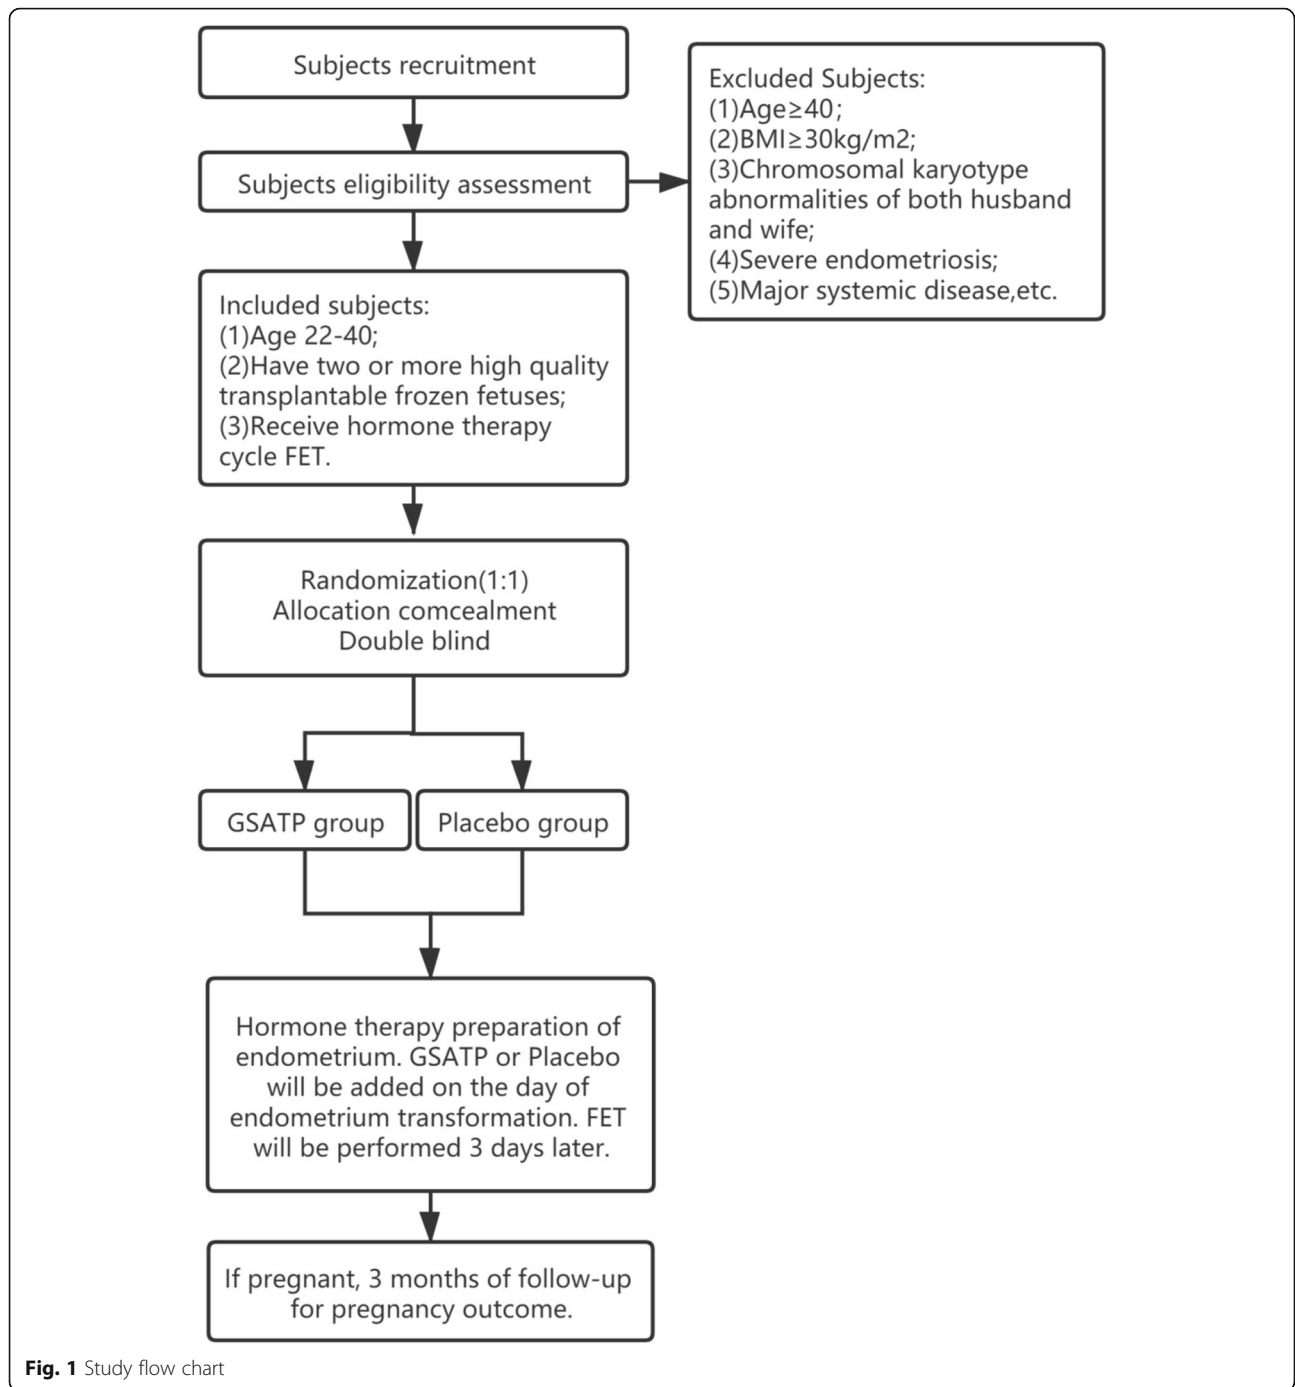 Subjects recruitment
Subjects eligibility assessment
Excluded Subjects:
(1)Age≥40;
(2)BMI≥30kg/m2;
(3)Chromosomal karyotype
abnormalities of both husband
and wife;
(4)Severe endometriosis;
(5)Major systemic disease,etc.
Included subjects:
(1)Age 22-40;
(2)Have two or more high quality
transplantable frozen fetuses;
(3)Receive hormone therapy
cycle FET.
Randomization(1:1)
Allocation comcealment
Double blind
GSATP group
Placebo group
Hormone therapy preparation of
endometrium. GSATP or Placebo
will be added on the day of
endometrium transformation. FET
will be performed 3 days later.
If pregnant, 3 months of follow-up
for pregnancy outcome.
Fig. 1 Study flow chart